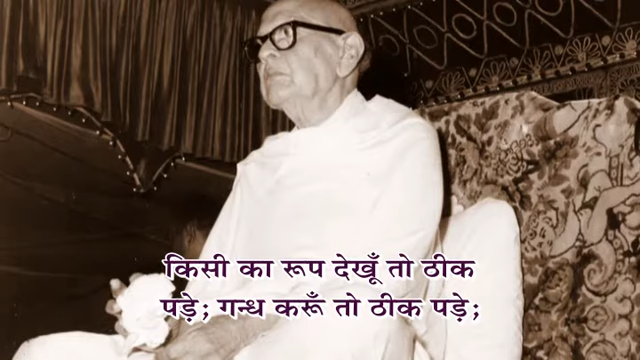 किसी का रूप देखूँ तो ठीक
पड़े; गन्ध करूँ तो ठीक पड़े;